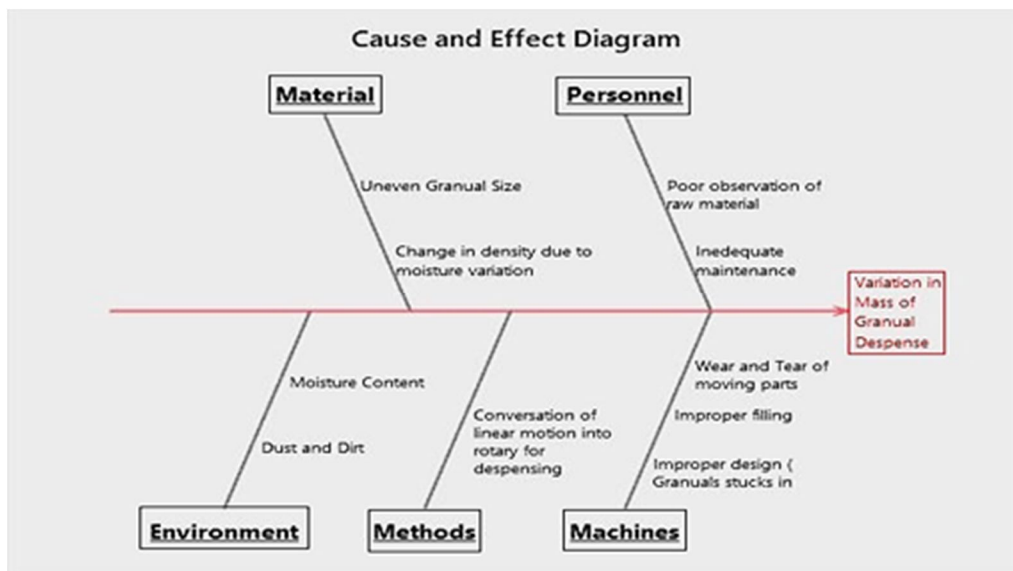 Cause and Effect Diagram
Material
Personnel
Uneven Granual Size
Poor observation of
raw material
Change in density due to
moisture variation
Inedequate
maintenance
Variation in
Mass of
Granual
Despense
Wear and Tear of
moving parts
Moisture Content
Improper filling
Conversation of
linear motion into
rotary for
despensing
Dust and Dirt
Improper design (
Granuals stucks in
Environment
Methods
Machines